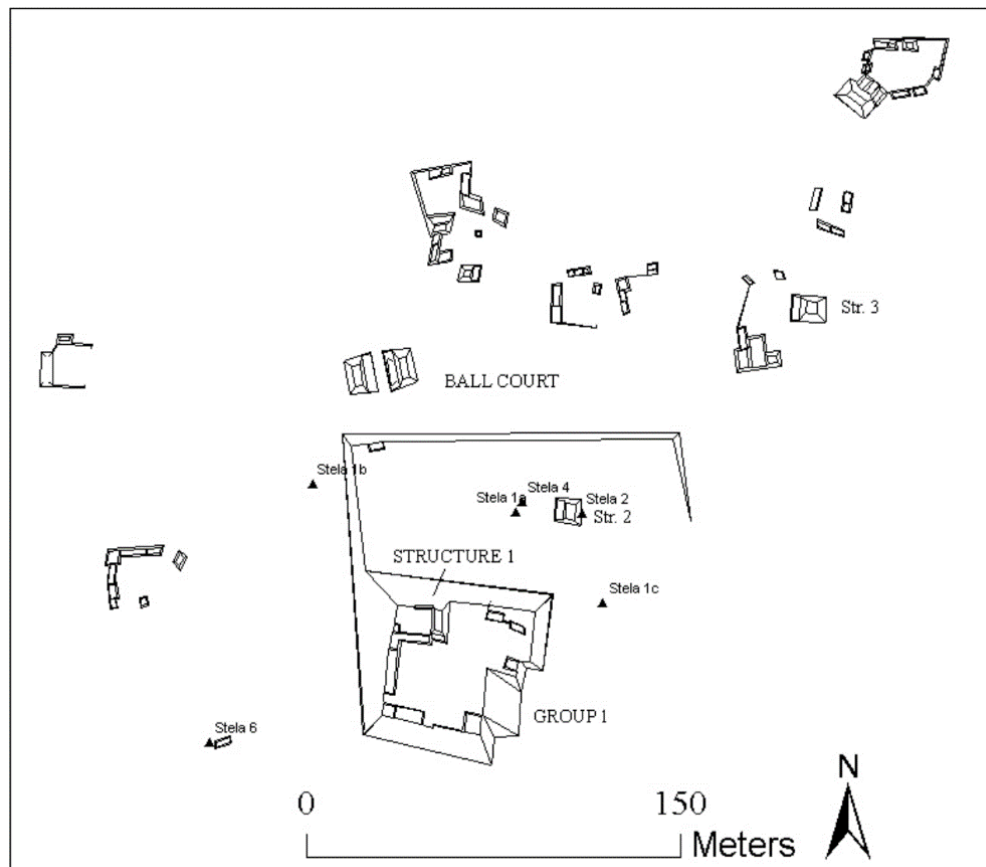 Str. 3
BALL COURT
Stela 1b
Stela 4
Stela 1a
Stela 2
Str. 2
STRUCTURE 1
Stela 1c
GROUP 1
Stela 6
N
0 150
Meters